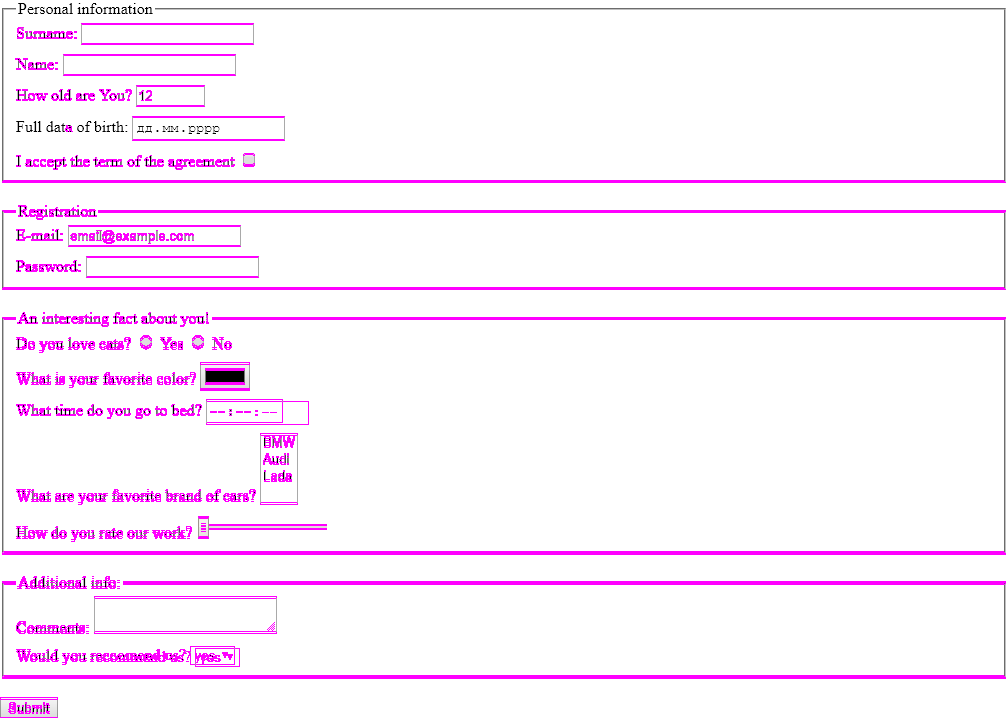 Personal information
Surname:
Name:
How old are You? 12
Full data of birth: дд.мм.рррр
I accept the term of the agreement
Registration
E-mail: email@example.com
Password:
An interesting fact about you!
Do you love cats? Yes No
What is your favorite color?
What time do you go to bed? --:--:--
BMW
Audi
Lada
What are your favorite brand of cars?
How do you rate our work?
Additional info:
Comments:
Would you recommend us? yes
Submit